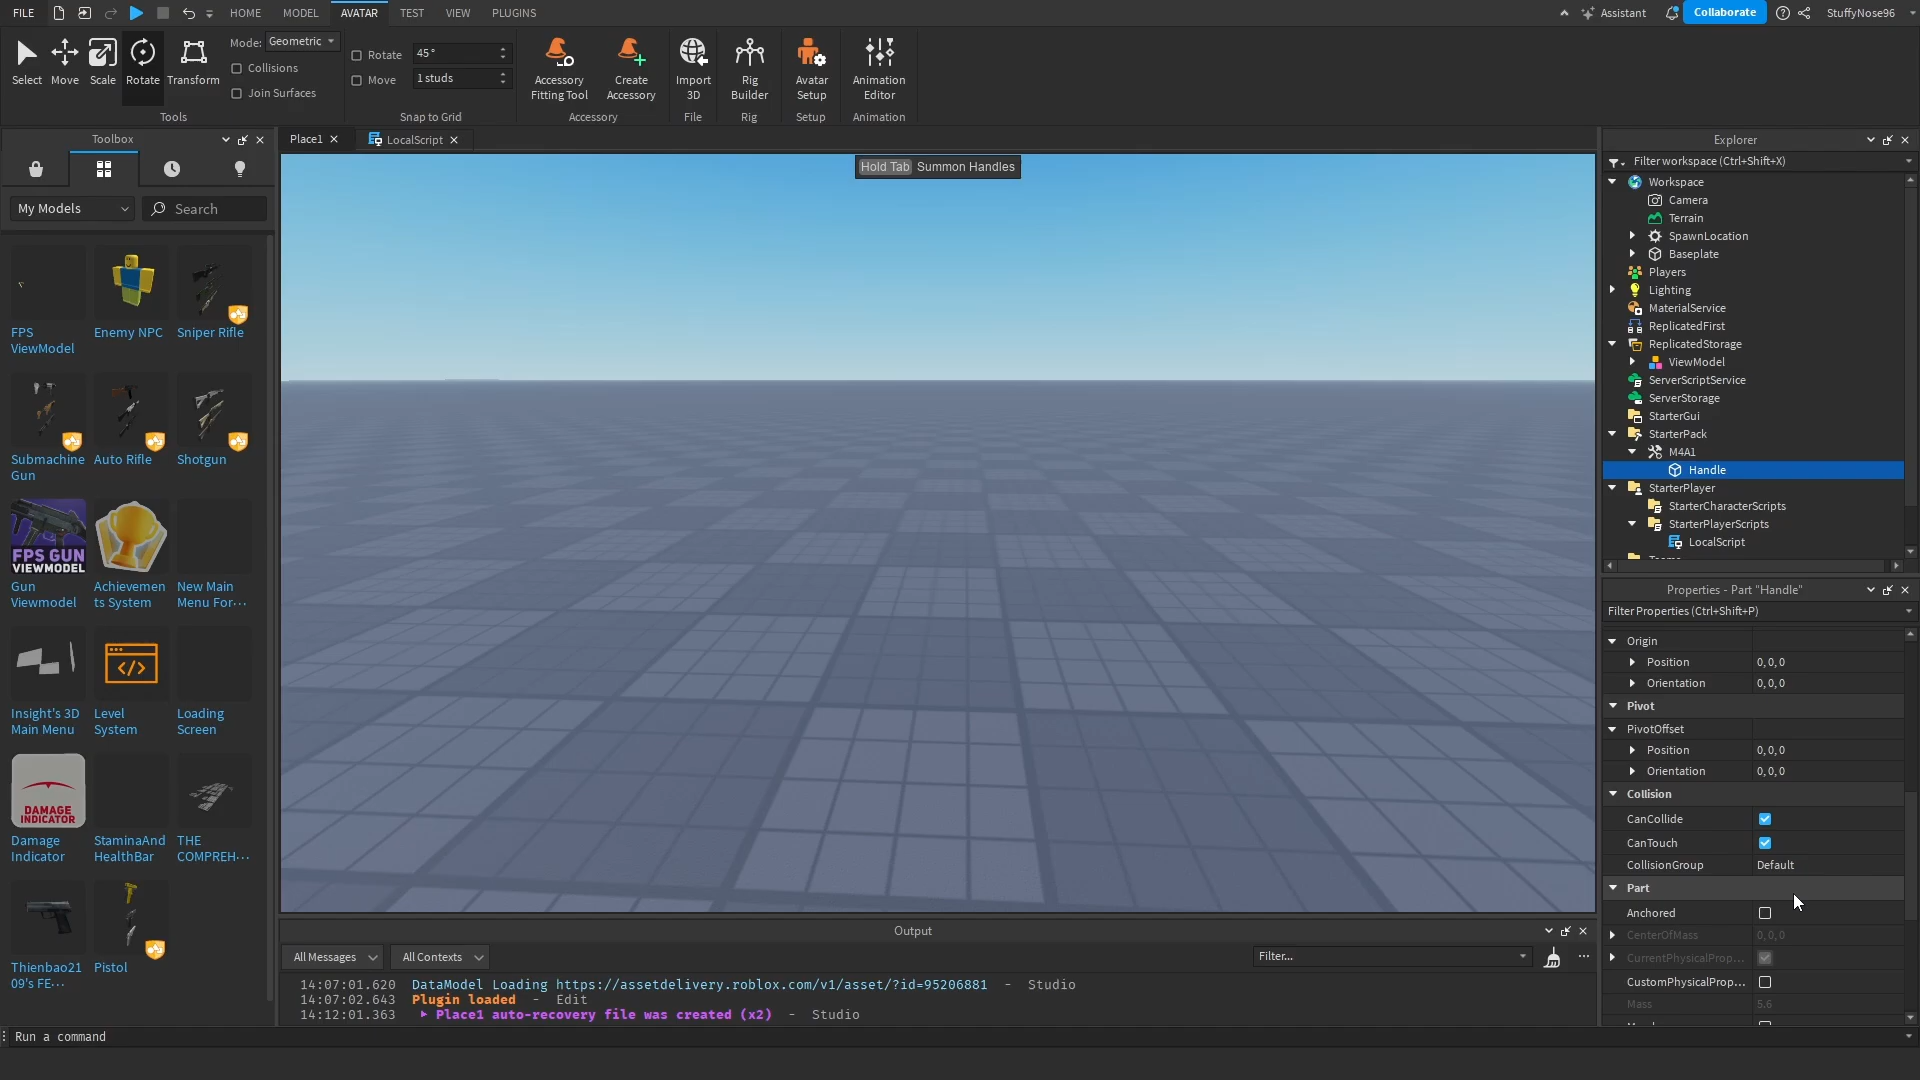 FILE HOME MODEL AVATAR TEST VIEW PLUGINS Assistant Collaborate StuffyNose96
Select Move Scale Rotate Transform
Mode: Geometric
Collisions
Join Surfaces
Tools
Rotate 45°
Move 1 studs
Snap to Grid
Accessory Fitting Tool
Create Accessory
Accessory
Import 3D
File
Rig Builder
Rig
Avatar Setup
Setup
Animation Editor
Animation
Toolbox
My Models Search
FPS ViewModel
Enemy NPC
Sniper Rifle
Submachine Gun
Auto Rifle
Shotgun
FPS GUN VIEWMODEL
Gun Viewmodel
Achievemen ts System
New Main Menu For...
Insight's 3D Main Menu
Level System
Loading Screen
DAMAGE INDICATOR
Damage Indicator
StaminaAnd HealthBar
THE COMPREH...
Thienbao21 09's FE...
Pistol
Place1 LocalScript
Hold Tab Summon Handles
Output
All Messages All Contexts Filter...
14:07:01.620 DataModel Loading https://assetdelivery.roblox.com/v1/asset/?id=95206881 - Studio
14:07:02.643 Plugin loaded - Edit
14:12:01.363 Place1 auto-recovery file was created (x2) - Studio
Run a command
Explorer
Filter workspace (Ctrl+Shift+X)
Workspace
Camera
Terrain
SpawnLocation
Baseplate
Players
Lighting
MaterialService
ReplicatedFirst
ReplicatedStorage
ViewModel
ServerScriptService
ServerStorage
StarterGui
StarterPack
M4A1
Handle
StarterPlayer
StarterCharacterScripts
StarterPlayerScripts
LocalScript
Properties - Part "Handle"
Filter Properties (Ctrl+Shift+P)
Origin
Position 0, 0, 0
Orientation 0, 0, 0
Pivot
PivotOffset
Position 0, 0, 0
Orientation 0, 0, 0
Collision
CanCollide
CanTouch
CollisionGroup Default
Part
Anchored
CenterOfMass 0, 0, 0
CurrentPhysicalProp...
CustomPhysicalProp...
Mass 5.6